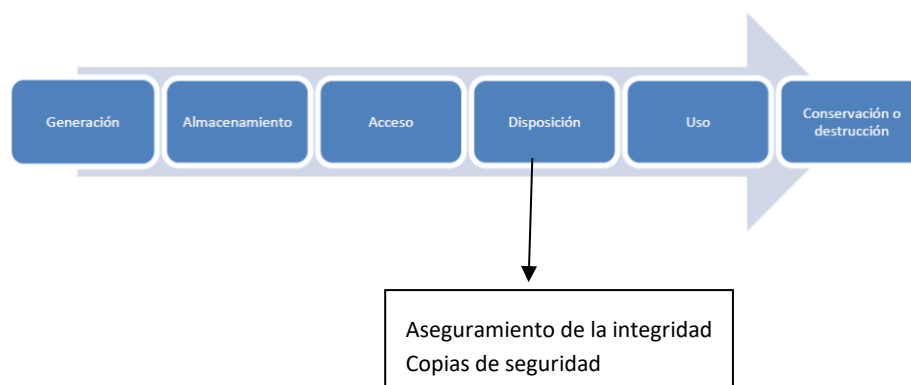 Generación
Almacenamiento
Acceso
Disposición
Uso
Conservación o
destrucción
Aseguramiento de la integridad
Copias de seguridad